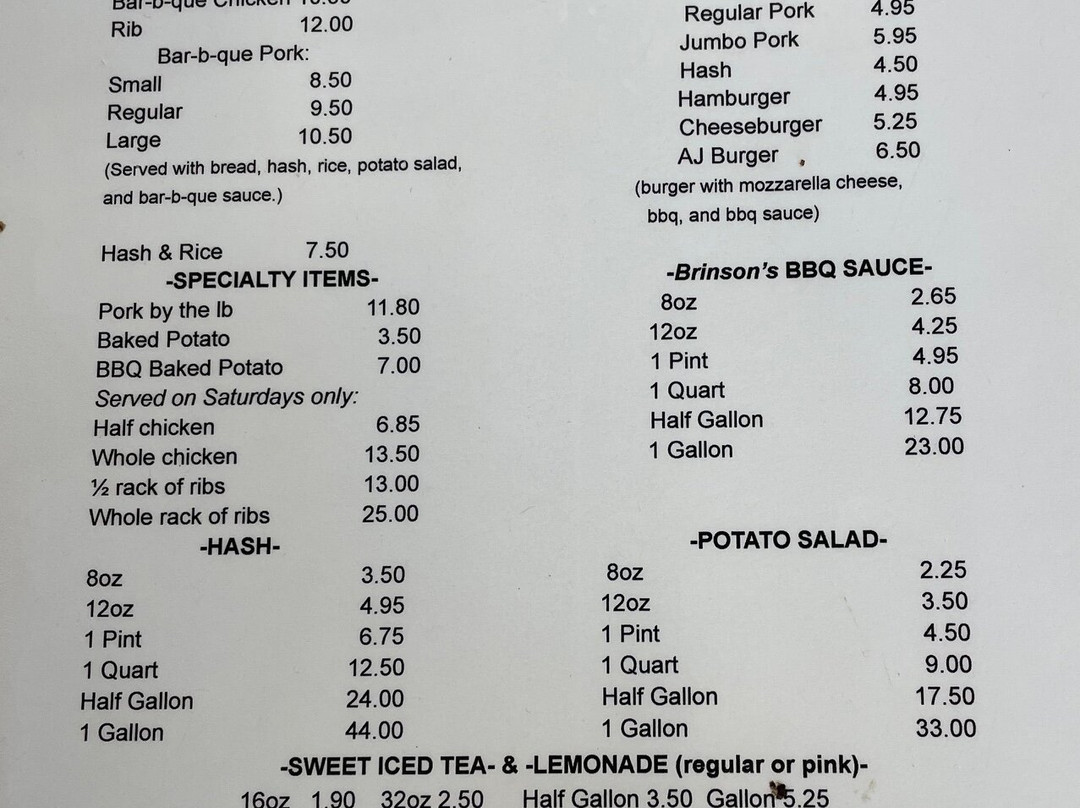 Bar-b-que Chicken
Rib 12.00
Bar-b-que Pork:
Small 8.50
Regular 9.50
Large 10.50
(Served with bread, hash, rice, potato salad,
and bar-b-que sauce.)
Hash & Rice 7.50
-SPECIALTY ITEMS-
Pork by the lb 11.80
Baked Potato 3.50
BBQ Baked Potato 7.00
Served on Saturdays only:
Half chicken 6.85
Whole chicken 13.50
½ rack of ribs 13.00
Whole rack of ribs 25.00
-HASH-
8oz 3.50
12oz 4.95
1 Pint 6.75
1 Quart 12.50
Half Gallon 24.00
1 Gallon 44.00
Regular Pork 4.95
Jumbo Pork 5.95
Hash 4.50
Hamburger 4.95
Cheeseburger 5.25
AJ Burger 6.50
(burger with mozzarella cheese,
bbq, and bbq sauce)
-Brinson's BBQ SAUCE-
8oz 2.65
12oz 4.25
1 Pint 4.95
1 Quart 8.00
Half Gallon 12.75
1 Gallon 23.00
-POTATO SALAD-
8oz 2.25
12oz 3.50
1 Pint 4.50
1 Quart 9.00
Half Gallon 17.50
1 Gallon 33.00
-SWEET ICED TEA- & -LEMONADE (regular or pink)-
16oz 1.90 32oz 2.50 Half Gallon 3.50 Gallon 5.25